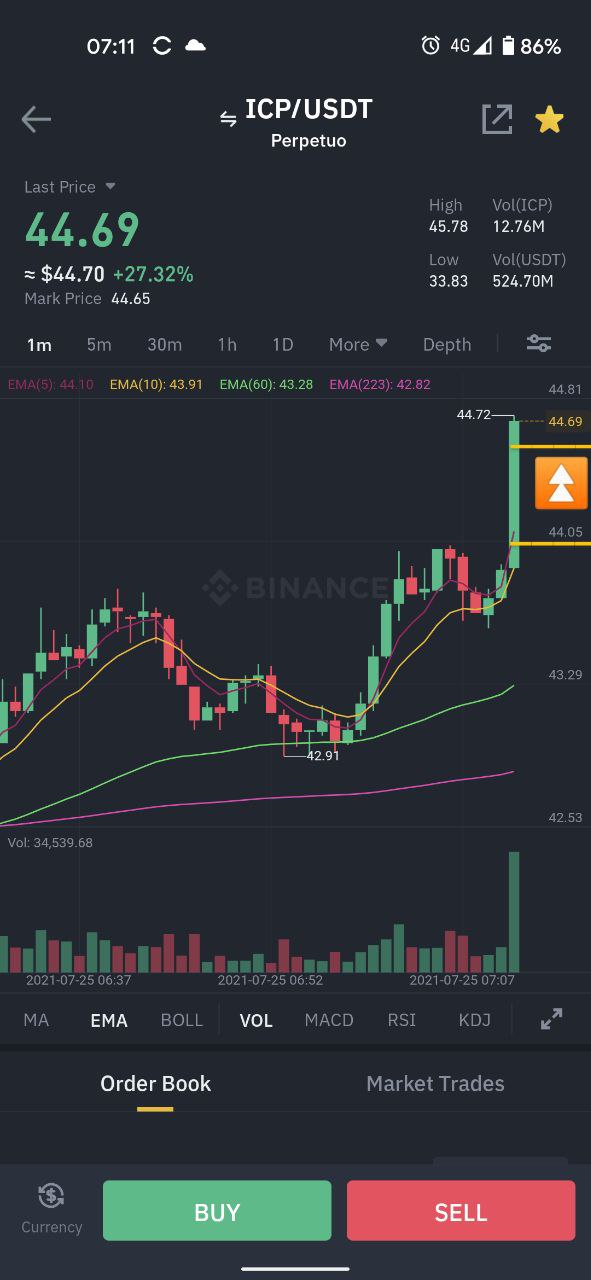 07:11 4G 86%
ICP/USDT
Perpetuo
Last Price
44.69
≈ $44.70 +27.32%
Mark Price 44.65
High Vol(ICP)
45.78 12.76M
Low Vol(USDT)
33.83 524.70M
1m 5m 30m 1h 1D More Depth
EMA(5): 44.10 EMA(10): 43.91 EMA(60): 43.28 EMA(223): 42.82
44.81
44.72
44.69
44.05
BINANCE
43.29
42.91
42.53
Vol: 34,539.68
2021-07-25 06:37 2021-07-25 06:52 2021-07-25 07:07
MA EMA BOLL VOL MACD RSI KDJ
Order Book Market Trades
Currency BUY SELL